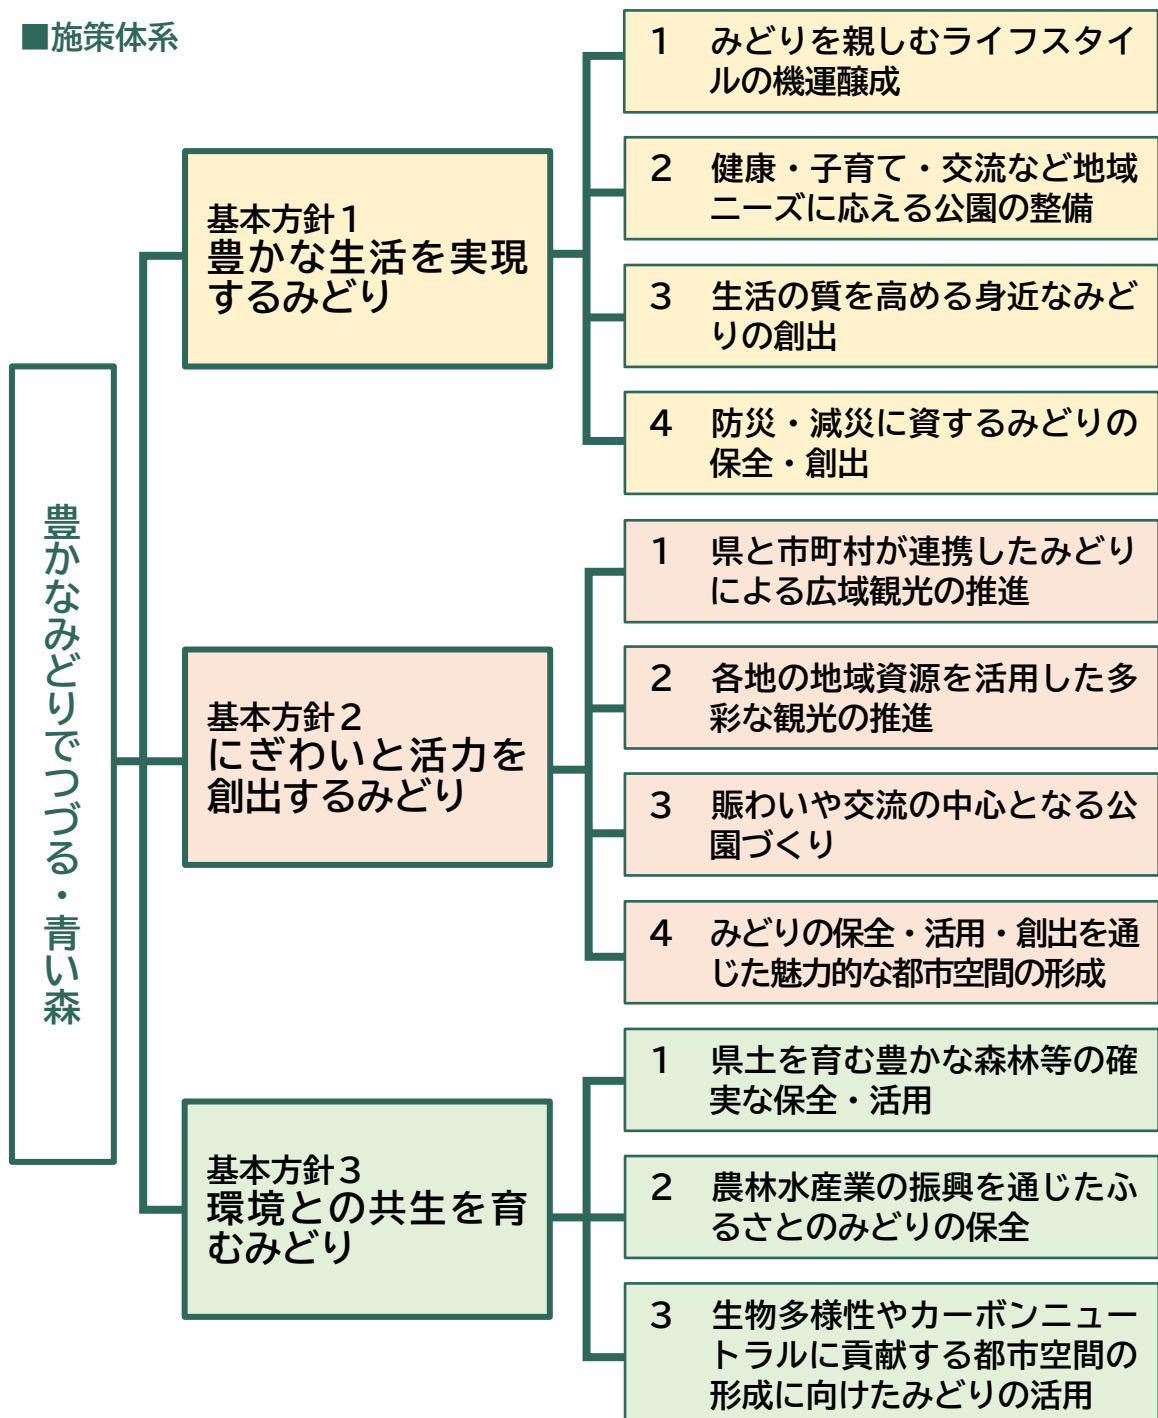 ■施策体系
豊かなみどりでつづる・青い森
基本方針1
豊かな生活を実現
するみどり
1 みどりを親しむライフスタイ
ルの機運醸成
2 健康・子育て・交流など地域
ニーズに応える公園の整備
3 生活の質を高める身近なみど
りの創出
4 防災・減災に資するみどりの
保全・創出
基本方針2
にぎわいと活力を
創出するみどり
1 県と市町村が連携したみどり
による広域観光の推進
2 各地の地域資源を活用した多
彩な観光の推進
3 賑わいや交流の中心となる公
園づくり
4 みどりの保全・活用・創出を通
じた魅力的な都市空間の形成
基本方針3
環境との共生を育
むみどり
1 県土を育む豊かな森林等の確
実な保全・活用
2 農林水産業の振興を通じたふ
るさとのみどりの保全
3 生物多様性やカーボンニュー
トラルに貢献する都市空間の
形成に向けたみどりの活用